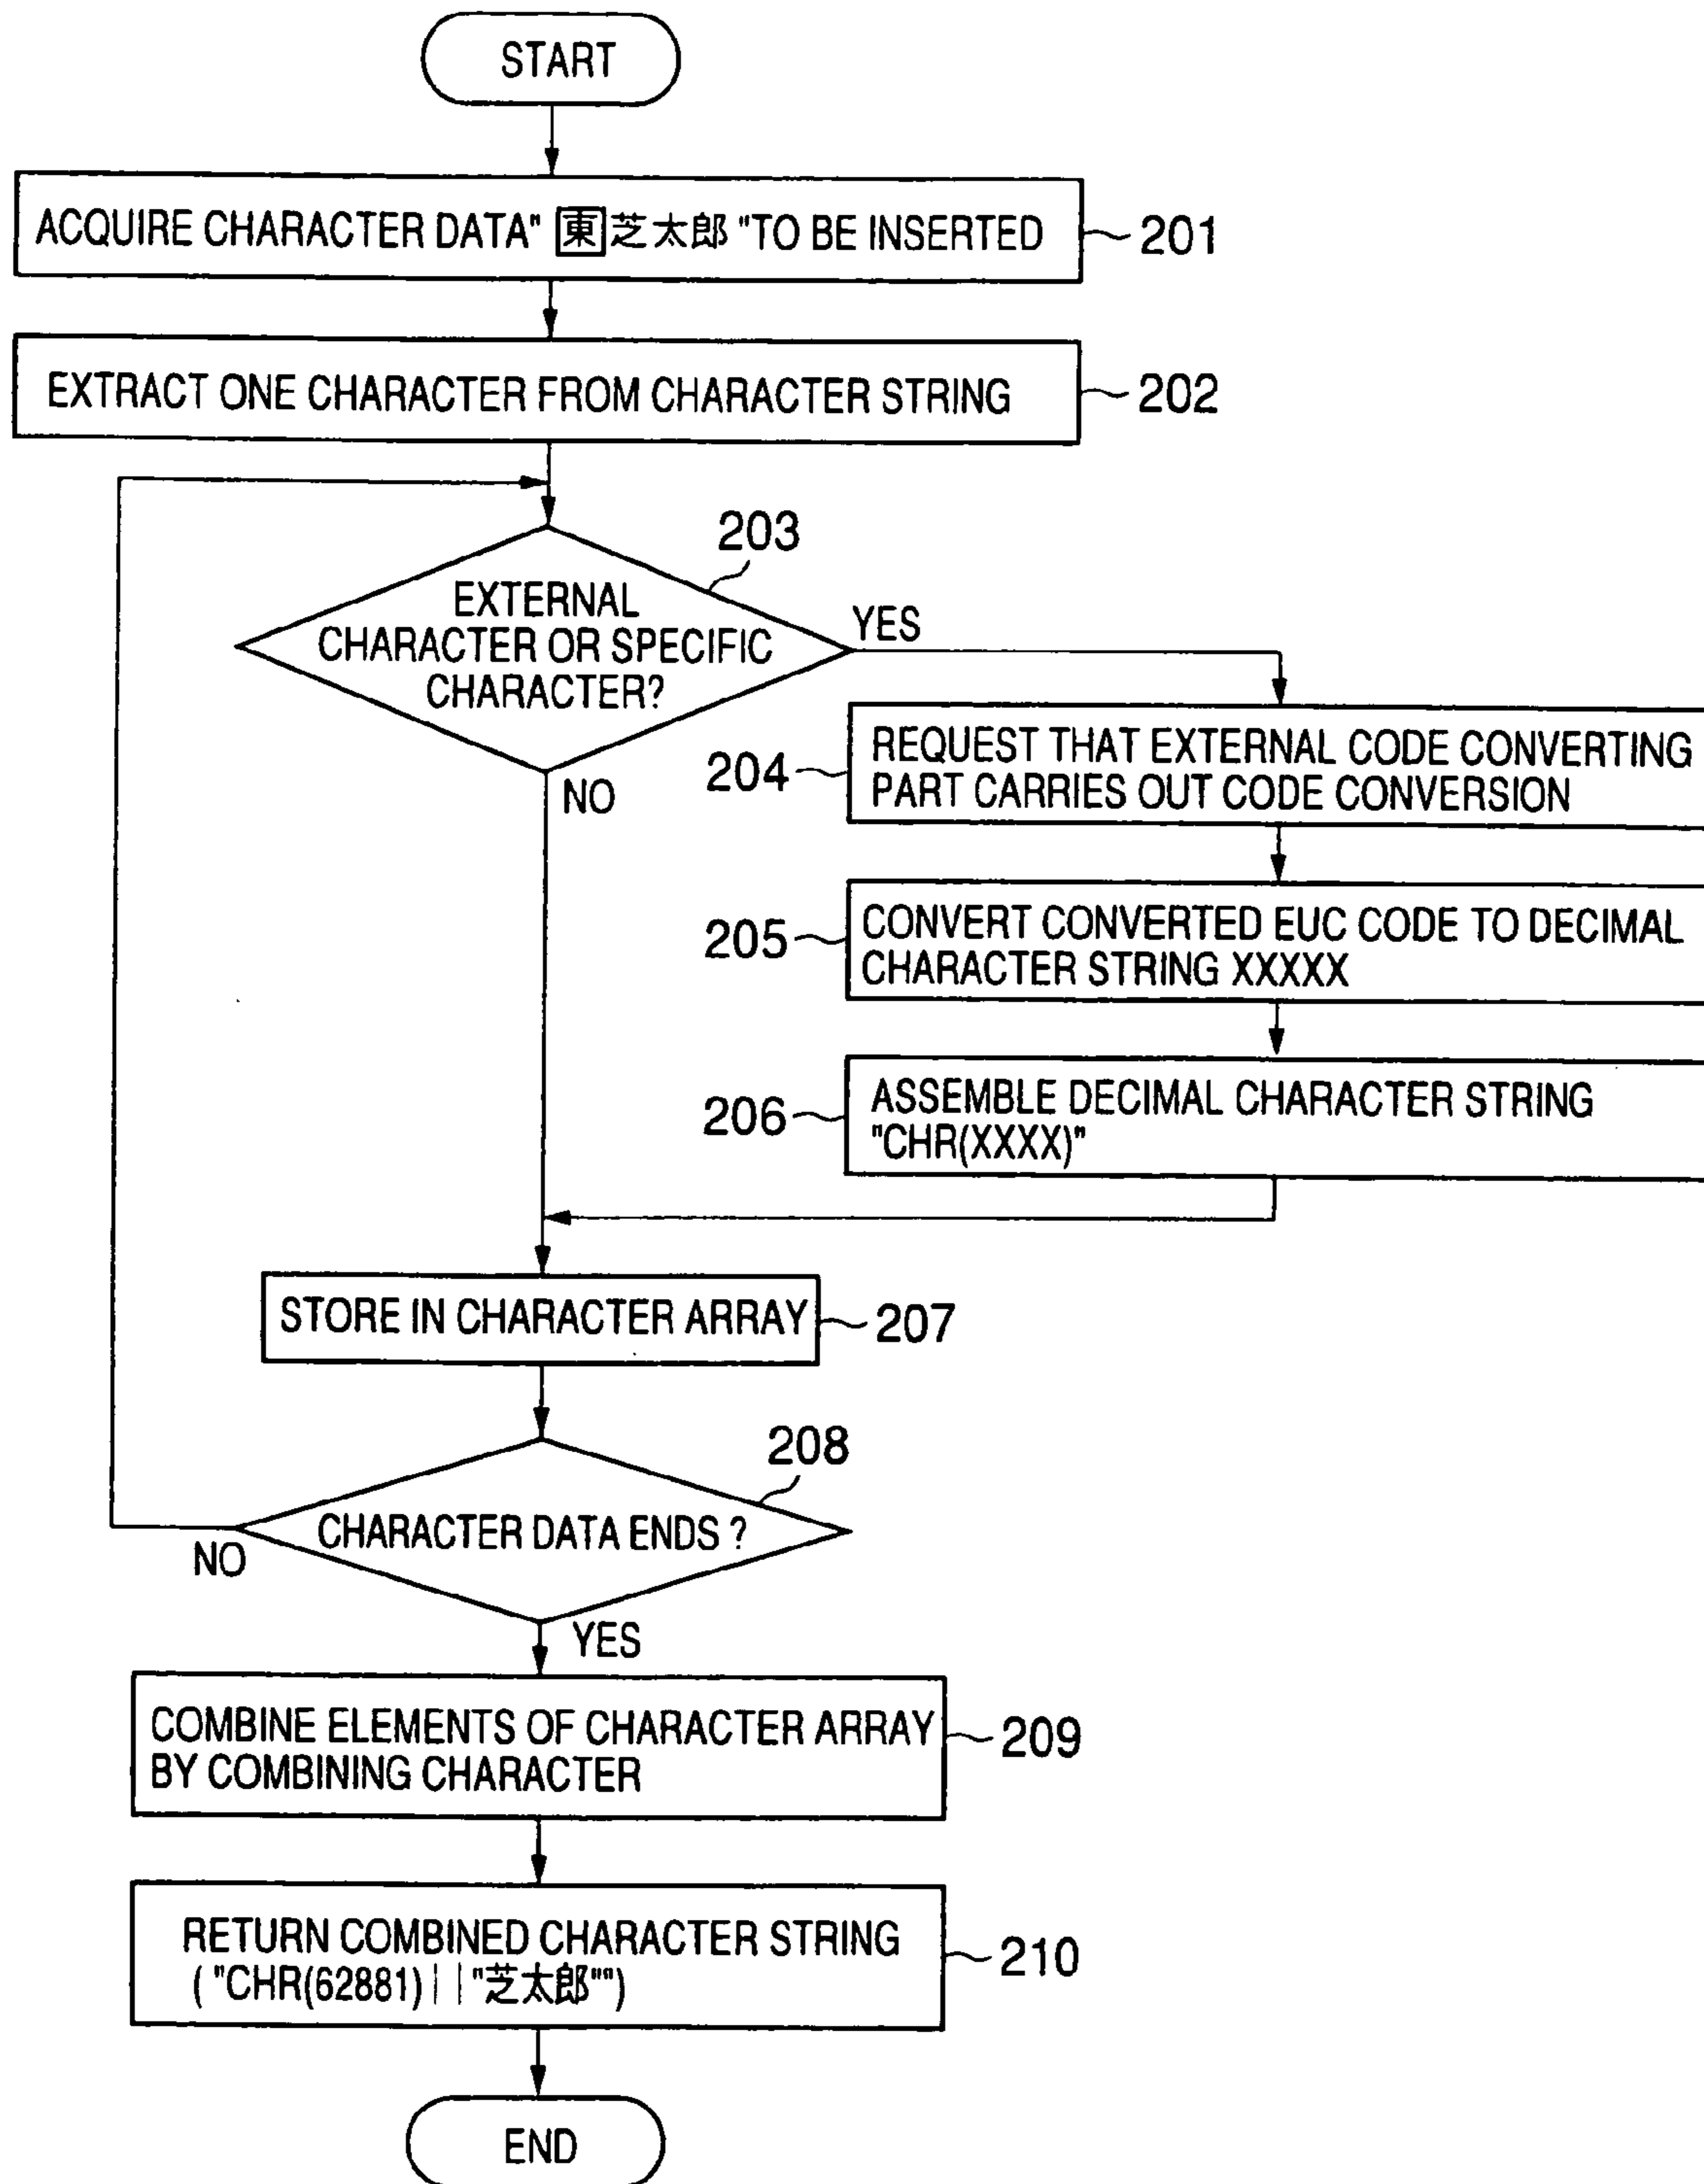 START
ACQUIRE CHARACTER DATA" 東芝太郎 "TO BE INSERTED
201
EXTRACT ONE CHARACTER FROM CHARACTER STRING
202
203
EXTERNAL
CHARACTER OR SPECIFIC
CHARACTER?
YES
NO
204
REQUEST THAT EXTERNAL CODE CONVERTING
PART CARRIES OUT CODE CONVERSION
205
CONVERT CONVERTED EUC CODE TO DECIMAL
CHARACTER STRING XXXXX
206
ASSEMBLE DECIMAL CHARACTER STRING
"CHR(XXXX)"
STORE IN CHARACTER ARRAY
207
208
CHARACTER DATA ENDS ?
NO
YES
COMBINE ELEMENTS OF CHARACTER ARRAY
BY COMBINING CHARACTER
209
RETURN COMBINED CHARACTER STRING
( "CHR(62881)||"芝太郎"")
210
END